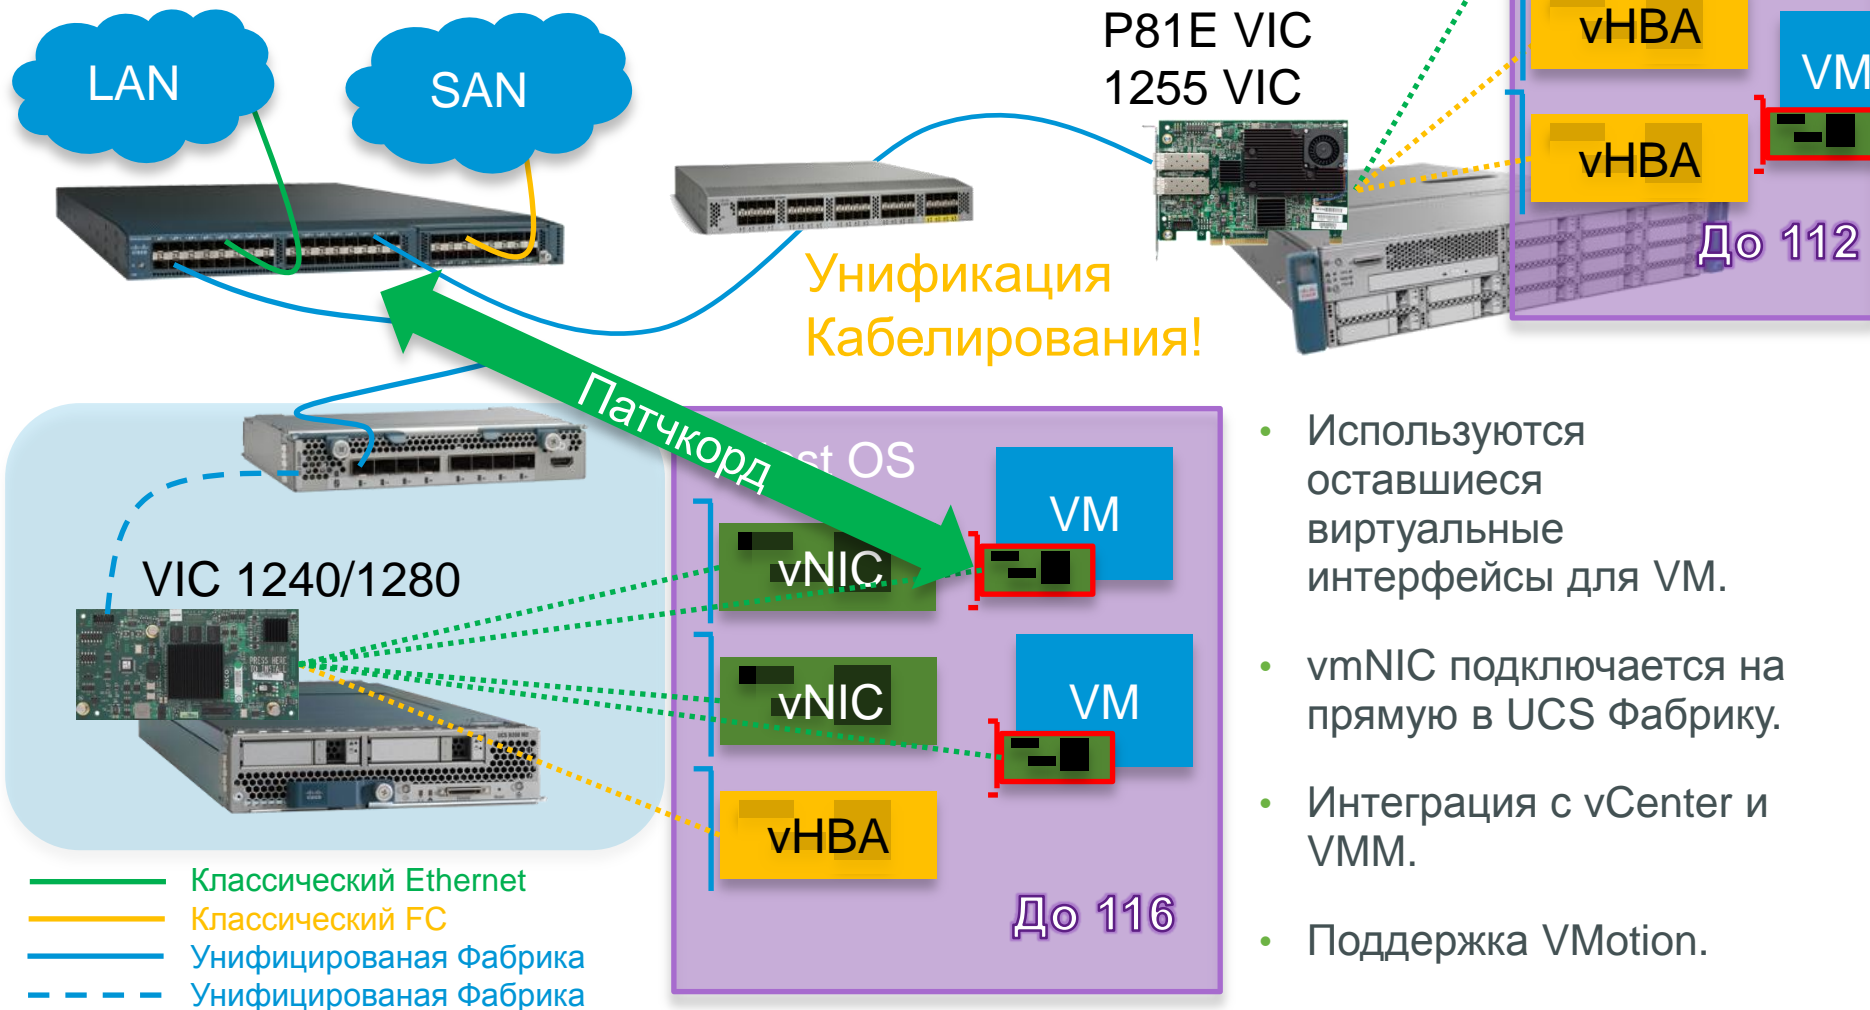 LAN
SAN
P81E VIC
1255 VIC
vHBA
VM
vHBA
До 112
Унификация
Кабелирования!
Патчкорд
st OS
VM
vNIC
VIC 1240/1280
vNIC
VM
vHBA
До 116
Классический Ethernet
Классический FC
Унифицированая Фабрика
Унифицированая Фабрика
• Используются
оставшиеся
виртуальные
интерфейсы для VM.
• vmNIC подключается на
прямую в UCS Фабрику.
• Интеграция с vCenter и
VMM.
• Поддержка VMotion.